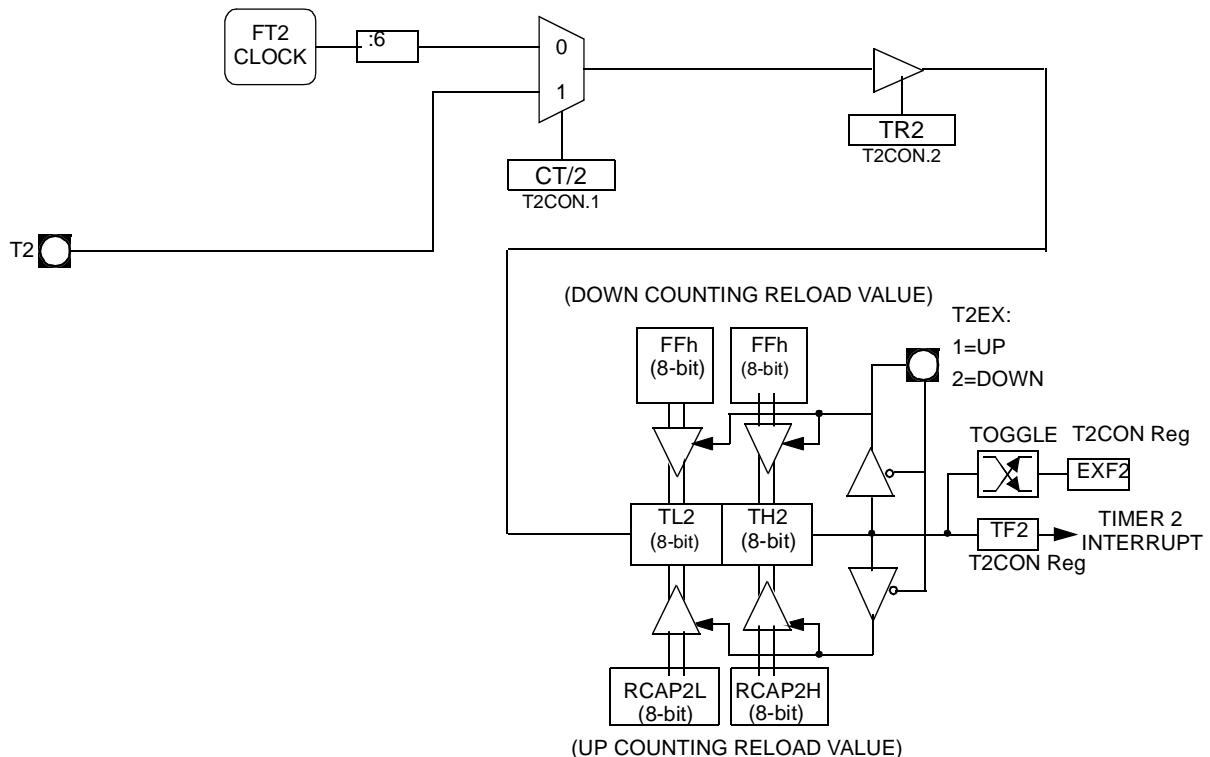 FT2
CLOCK
:6
0
1
TR2
T2CON.2
CT/2
T2CON.1
T2
(DOWN COUNTING RELOAD VALUE)
T2EX:
1=UP
2=DOWN
FFh
(8-bit)
FFh
(8-bit)
TOGGLE
T2CON Reg
EXF2
TL2
(8-bit)
TH2
(8-bit)
TF2
TIMER 2
INTERRUPT
T2CON Reg
RCAP2L
(8-bit)
RCAP2H
(8-bit)
(UP COUNTING RELOAD VALUE)